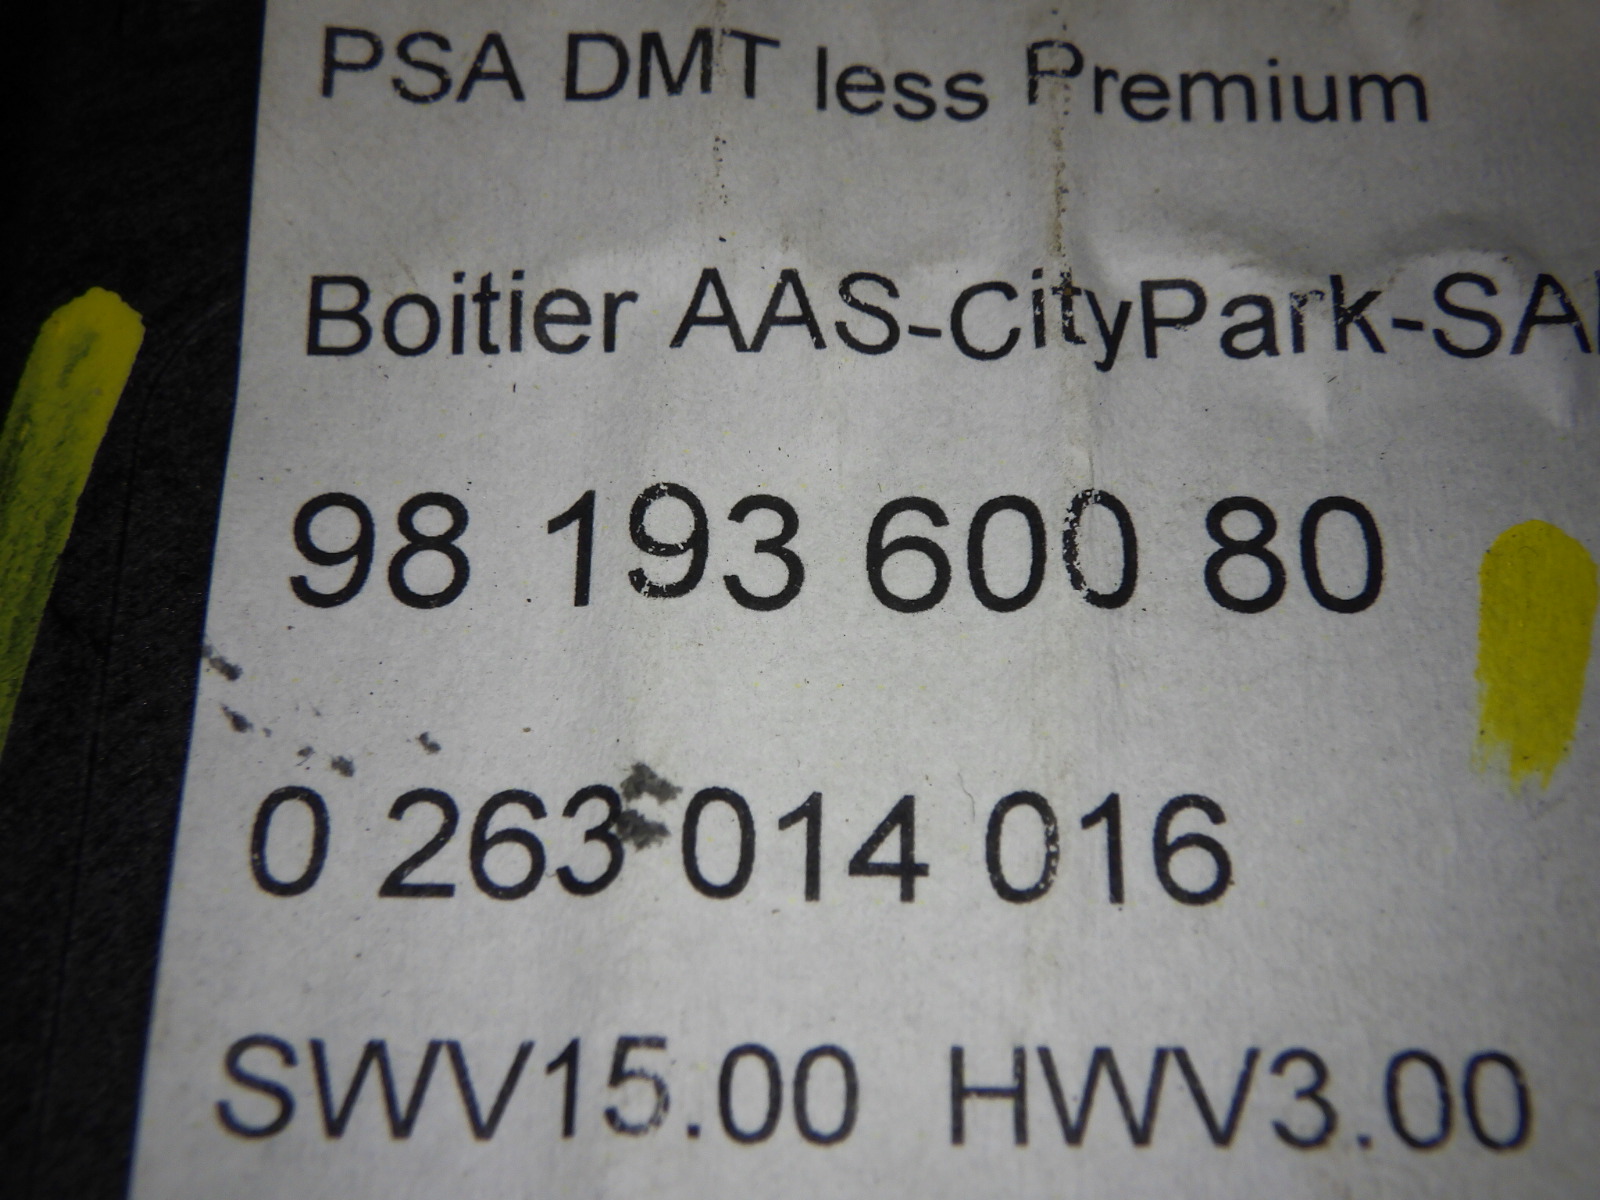 PSA DMT less Premium
Boitier AAS-CityPark-SA
98 193 600 80
0 263 014 016
SWV15.00 HWV3.00